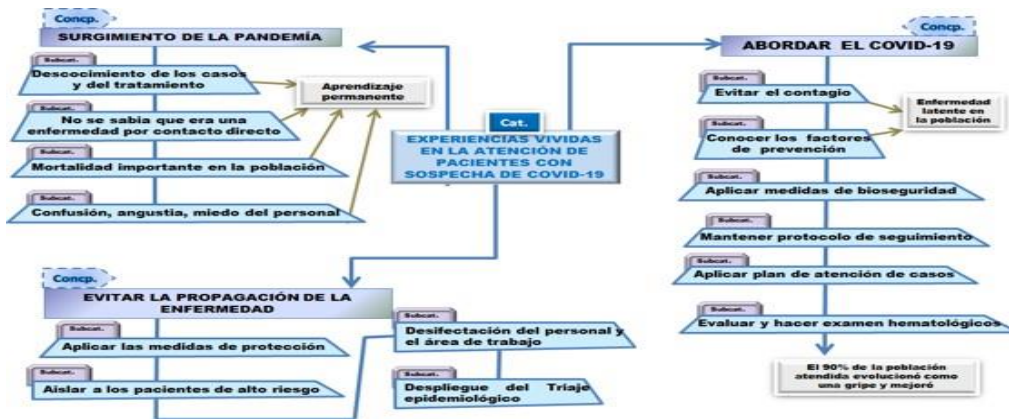 Concp.
SURGIMIENTO DE LA PANDEMÍA
Subcat.
Descocimiento de los casos
y del tratamiento
Subcat.
No se sabia que era una
enfermedad por contacto directo
Subcat.
Mortalidad importante en la población
Subcat.
Confusión, angustia, miedo del personal
Aprendizaje
permanente
Cat.
EXPERIENCIAS VIVIDAS
EN LA ATENCIÓN DE
PACIENTES CON
SOSPECHA DE COVID-19
Concp.
ABORDAR EL COVID-19
Subcat.
Evitar el contagio
Subcat.
Conocer los factores
de prevención
Enfermedad
latente en
la población
Subcat.
Aplicar medidas de bioseguridad
Subcat.
Mantener protocolo de seguimiento
Subcat.
Aplicar plan de atención de casos
Subcat.
Evaluar y hacer examen hematológicos
El 90% de la población
atendida evolucionó como
una gripe y mejoró
Concp.
EVITAR LA PROPAGACIÓN DE LA
ENFERMEDAD
Subcat.
Aplicar las medidas de protección
Subcat.
Aislar a los pacientes de alto riesgo
Subcat.
Desifectación del personal y
el área de trabajo
Subcat.
Despliegue del Triaje
epidemiológico